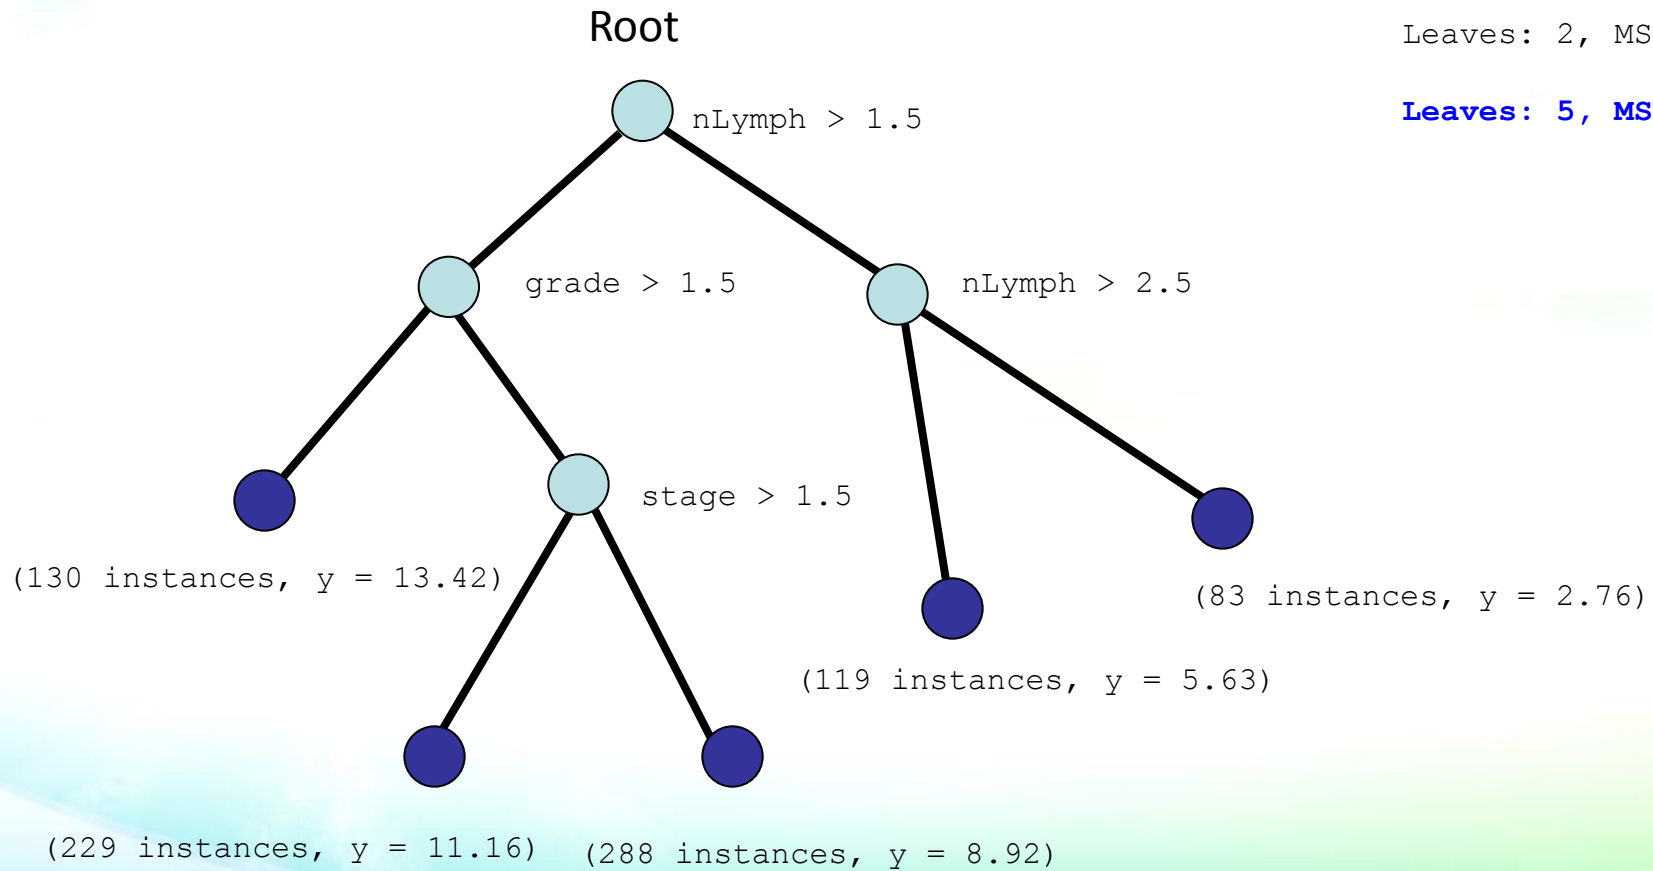 Root
Leaves: 2, MS
Leaves: 5, MS
nLymph > 1.5
grade > 1.5
nLymph > 2.5
stage > 1.5
(130 instances, y = 13.42)
(83 instances, y = 2.76)
(119 instances, y = 5.63)
(229 instances, y = 11.16)
(288 instances, y = 8.92)